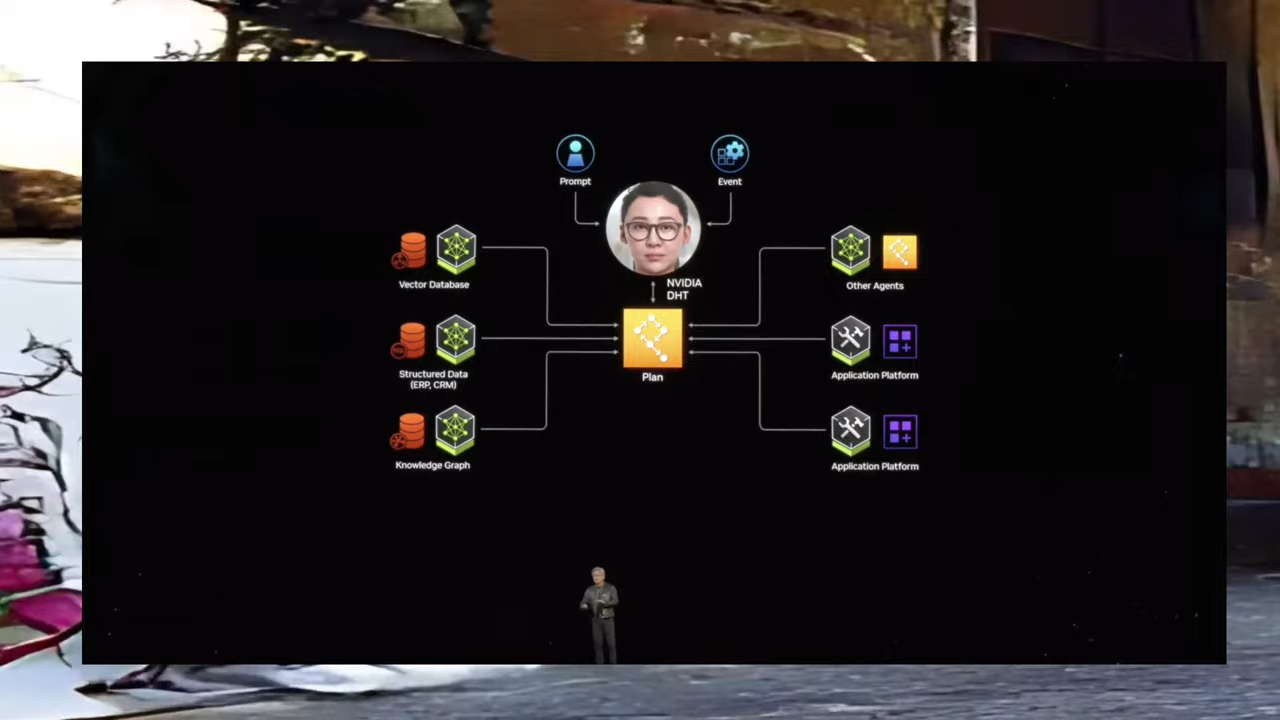 Prompt
Event
NVIDIA
DHT
Vector Database
Other Agents
Structured Data
(ERP, CRM)
Plan
Application Platform
Knowledge Graph
Application Platform